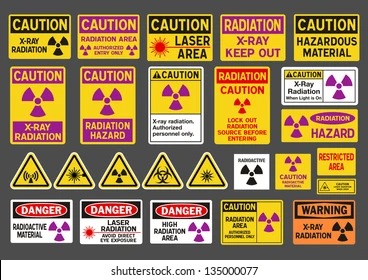 CAUTION
X-RAY
RADIATION
CAUTION
RADIATION AREA
AUTHORIZED
ENTRY ONLY
CAUTION
LASER
AREA
RADIATION
X-RAY
KEEP OUT
CAUTION
HAZARDOUS
MATERIAL
CAUTION
X-RAY
RADIATION
CAUTION
RADIATION
HAZARD
CAUTION
X-ray radiation.
Authorized
personnel only.
RADIATION
CAUTION
LOCK OUT
RADIATION
SOURCE BEFORE
ENTERING
CAUTION
X-Ray
Radiation
When Light is On
RADIATION
HAZARD
RADIOACTIVE
CAUTION
RADIOACTIVE
MATERIAL
RESTRICTED
AREA
CAUTION
DANGER
RADIOACTIVE
MATERIAL
DANGER
LASER
RADIATION
AVOID DIRECT
EYE EXPOSURE
DANGER
HIGH
RADIATION
AREA
CAUTION
RADIATION
AREA
AUTHORIZED
PERSONNEL ONLY
WARNING
X-RAY
RADIATION
shutterstock.com · 135000077